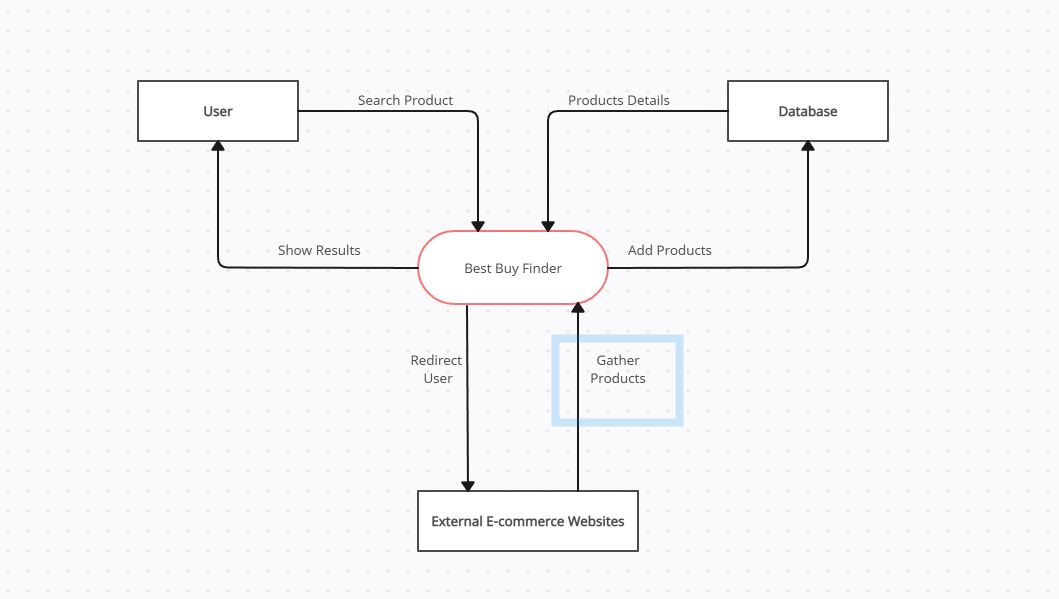 Search Product
Products Details
User
Database
Show Results
Add Products
Best Buy Finder
Redirect
User
Gather
Products
External E-commerce Websites